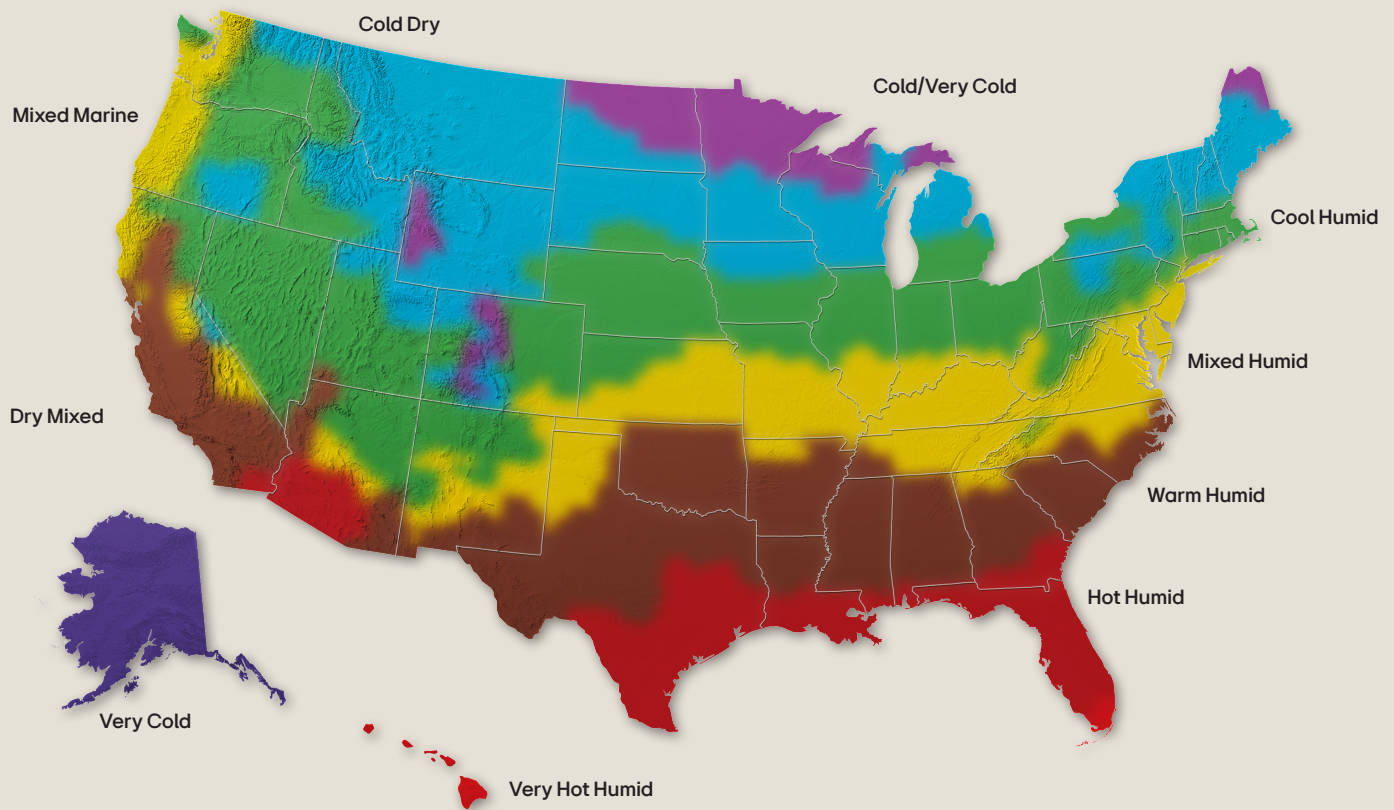 Cold Dry
Cold/Very Cold
Mixed Marine
Cool Humid
Mixed Humid
Dry Mixed
Warm Humid
Hot Humid
Very Cold
Very Hot Humid